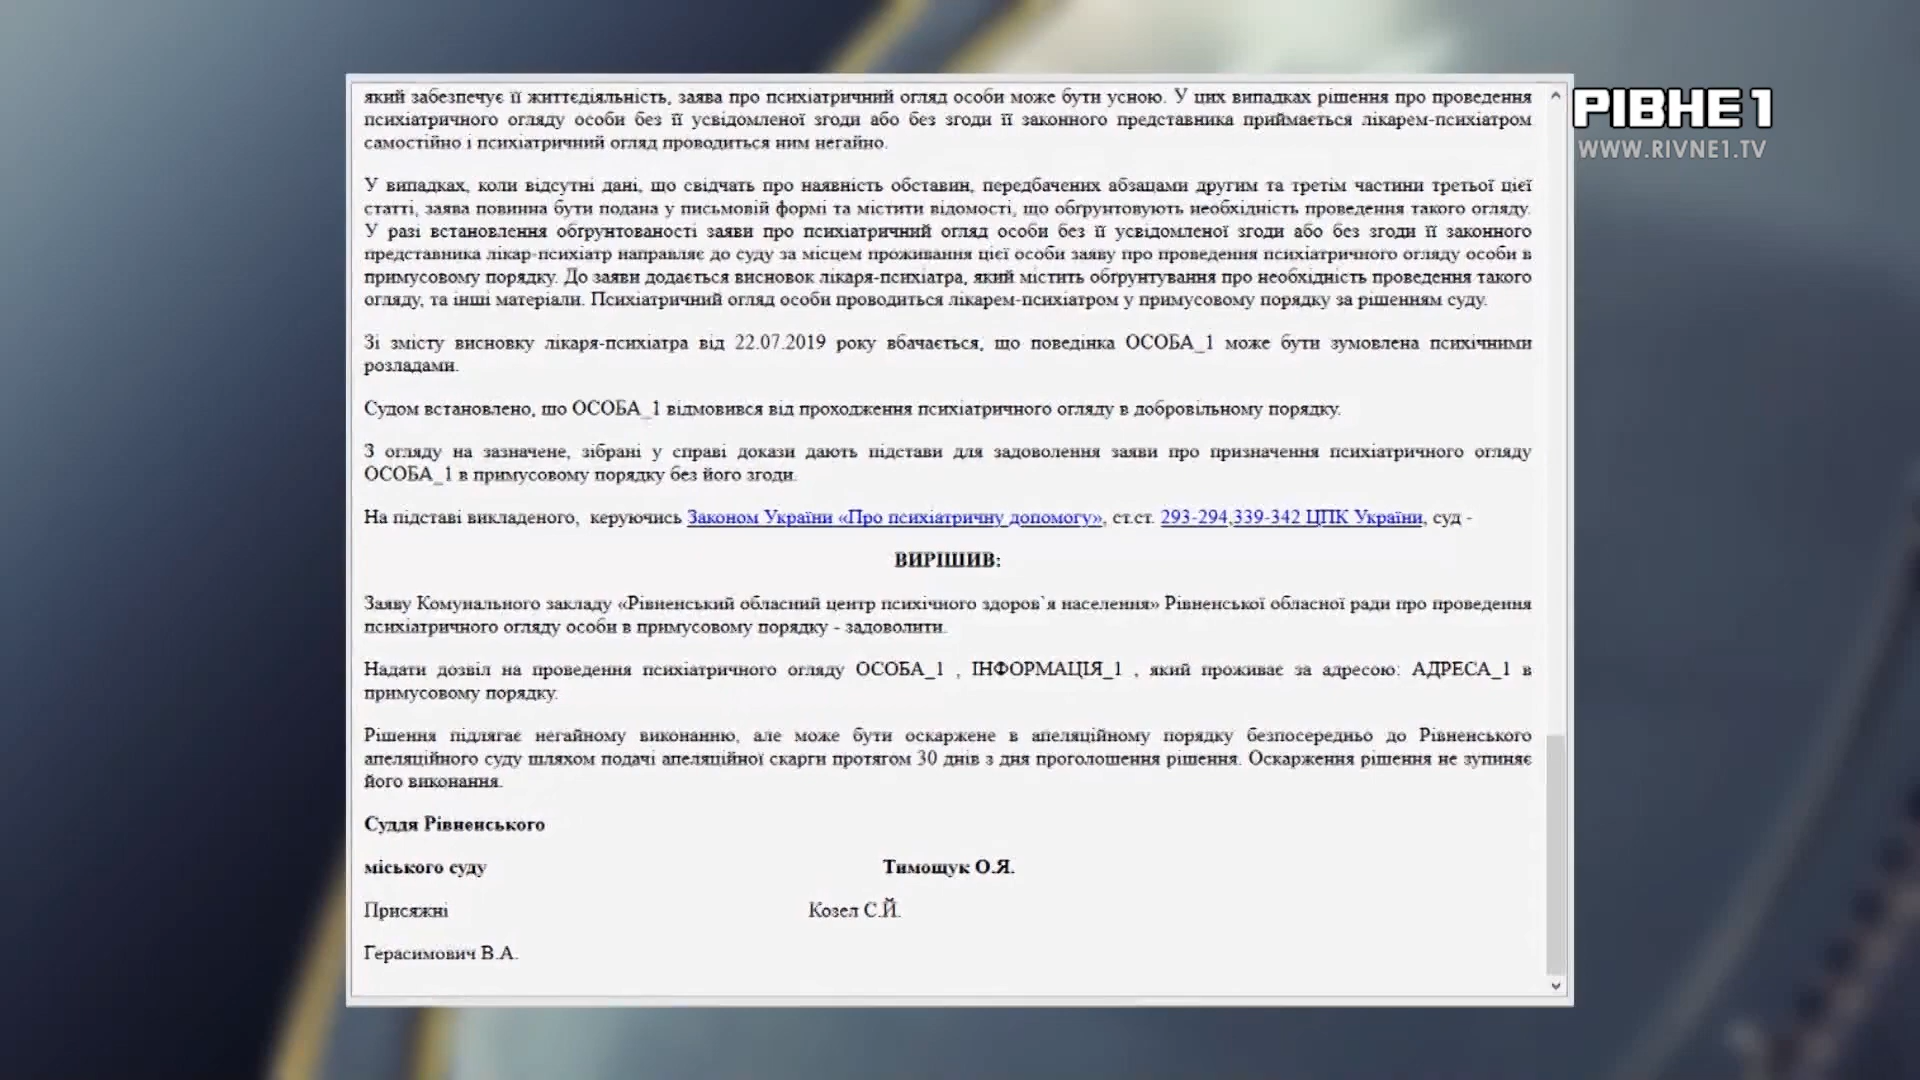 який забезпечує її життєдіяльність, заява про психіатричний огляд особи може бути усною. У цих випадках рішення про проведення
психіатричного огляду особи без її усвідомленої згоди або без згоди її законного представника приймається лікарем-психіатром
самостійно і психіатричний огляд проводиться ним негайно.
У випадках, коли відсутні дані, що свідчать про наявність обставин, передбачених абзацами другим та третім частини третьої цієї
статті, заява повинна бути подана у письмовій формі та містити відомості, що обґрунтовують необхідність проведення такого огляду.
У разі встановлення обґрунтованості заяви про психіатричний огляд особи без її усвідомленої згоди або без згоди її законного
представника лікар-психіатр направляє до суду за місцем проживання цієї особи заяву про проведення психіатричного огляду особи в
примусовому порядку. До заяви додається висновок лікаря-психіатра, який містить обґрунтування про необхідність проведення такого
огляду, та інші матеріали. Психіатричний огляд особи проводиться лікарем-психіатром у примусовому порядку за рішенням суду.
Зі змісту висновку лікаря-психіатра від 22.07.2019 року вбачається, що поведінка ОСОБА_1 може бути зумовлена психічними
розладами.
Судом встановлено, що ОСОБА_1 відмовився від проходження психіатричного огляду в добровільному порядку.
З огляду на зазначене, зібрані у справі докази дають підстави для задоволення заяви про призначення психіатричного огляду
ОСОБА_1 в примусовому порядку без його згоди.
На підставі викладеного, керуючись Законом України «Про психіатричну допомогу», ст.ст. 293-294,339-342 ЦПК України, суд -
ВИРІШИВ:
Заяву Комунального закладу «Рівненський обласний центр психічного здоров`я населення» Рівненської обласної ради про проведення
психіатричного огляду особи в примусовому порядку - задоволити.
Надати дозвіл на проведення психіатричного огляду ОСОБА_1 , ІНФОРМАЦІЯ_1 , який проживає за адресою: АДРЕСА_1 в
примусовому порядку.
Рішення підлягає негайному виконанню, але може бути оскаржене в апеляційному порядку безпосередньо до Рівненського
апеляційного суду шляхом подачі апеляційної скарги протягом 30 днів з дня проголошення рішення. Оскарження рішення не зупиняє
його виконання.
Суддя Рівненського
міського суду Тимощук О.Я.
Присяжні Козел С.Й.
Герасимович В.А.
РІВНЕ 1
WWW.RIVNE1.TV